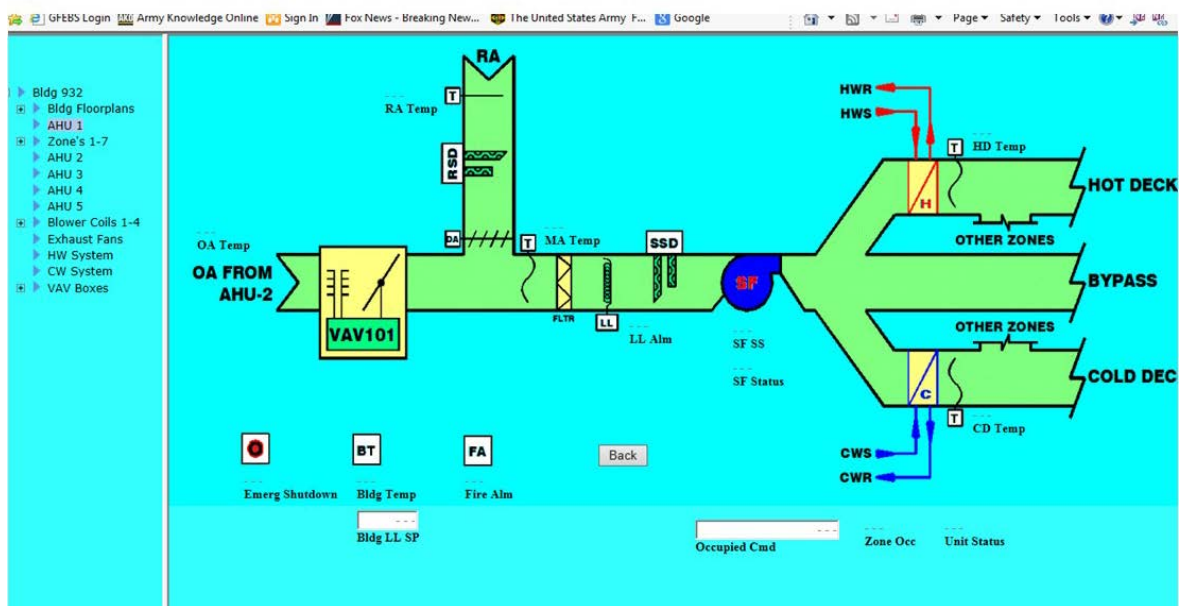 GFEBS Login AKO Army Knowledge Online Sign In Fox News - Breaking New... The United States Army F... Google Page Safety Tools
Bldg 932
Bldg Floorplans
AHU 1
Zone's 1-7
AHU 2
AHU 3
AHU 4
AHU 5
Blower Coils 1-4
Exhaust Fans
HW System
CW System
VAV Boxes
RA
T
---
RA Temp
RSD
DA
HWR
HWS
T
---
HD Temp
H
HOT DECK
OTHER ZONES
---
OA Temp
OA FROM
AHU-2
VAV101
T
---
MA Temp
FLTR
LL
---
LL Alm
SSD
SF
---
SF SS
---
SF Status
BYPASS
OTHER ZONES
C
COLD DEC
T
---
CD Temp
CWS
CWR
O
---
Emerg Shutdown
BT
---
Bldg Temp
FA
---
Fire Alm
Back
---
Bldg LL SP
---
Occupied Cmd
---
Zone Occ
---
Unit Status